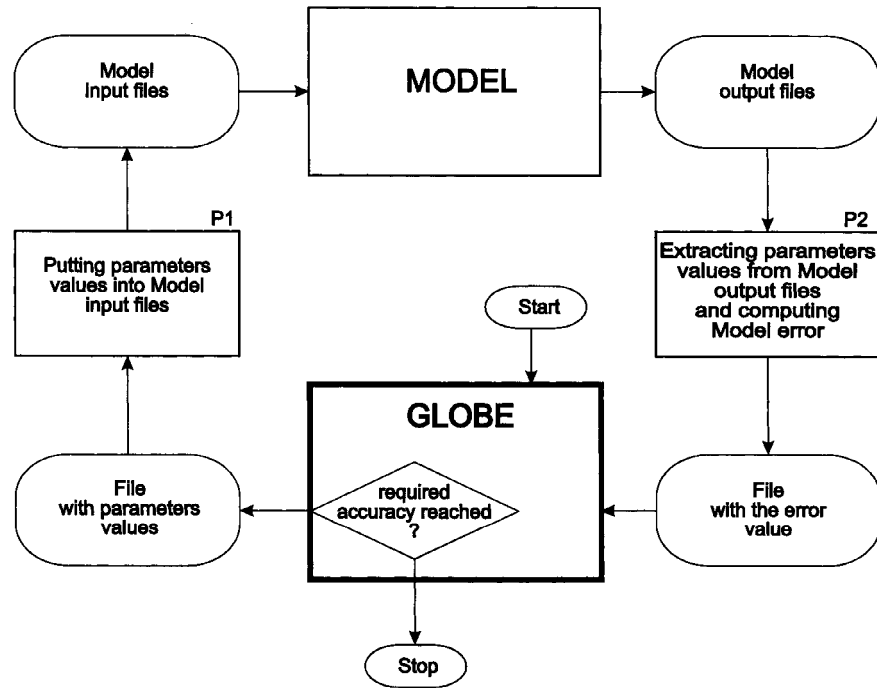 Model
input files
MODEL
Model
output files
P1
Putting parameters
values into Model
input files
P2
Extracting parameters
values from Model
output files
and computing
Model error
Start
GLOBE
required
accuracy reached
?
File
with parameters
values
File
with the error
value
Stop